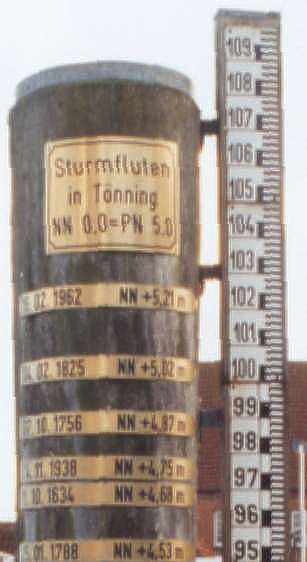 Sturmfluten
in Tönning
NN 0,0=PN 5,0
02. 1962 NN +5,21 m
02. 1825 NN +5,02 m
10. 1756 NN +4,87 m
11. 1938 NN +4,75 m
10. 1634 NN +4,68 m
01. 1788 NN +4,53 m
109
108
107
106
105
104
103
102
101
100
99
98
97
96
95